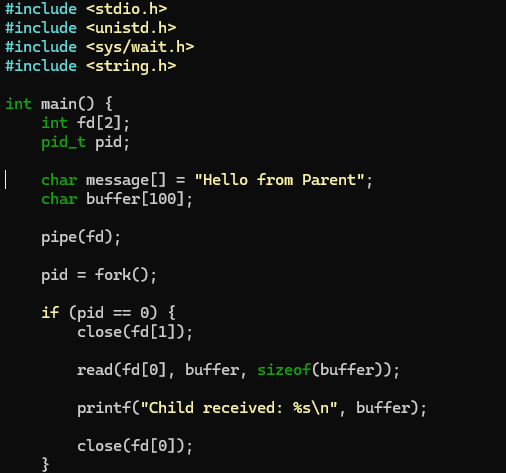 #include <stdio.h>
#include <unistd.h>
#include <sys/wait.h>
#include <string.h>

int main() {
    int fd[2];
    pid_t pid;

    char message[] = "Hello from Parent";
    char buffer[100];

    pipe(fd);

    pid = fork();

    if (pid == 0) {
        close(fd[1]);

        read(fd[0], buffer, sizeof(buffer));

        printf("Child received: %s\n", buffer);

        close(fd[0]);
    }